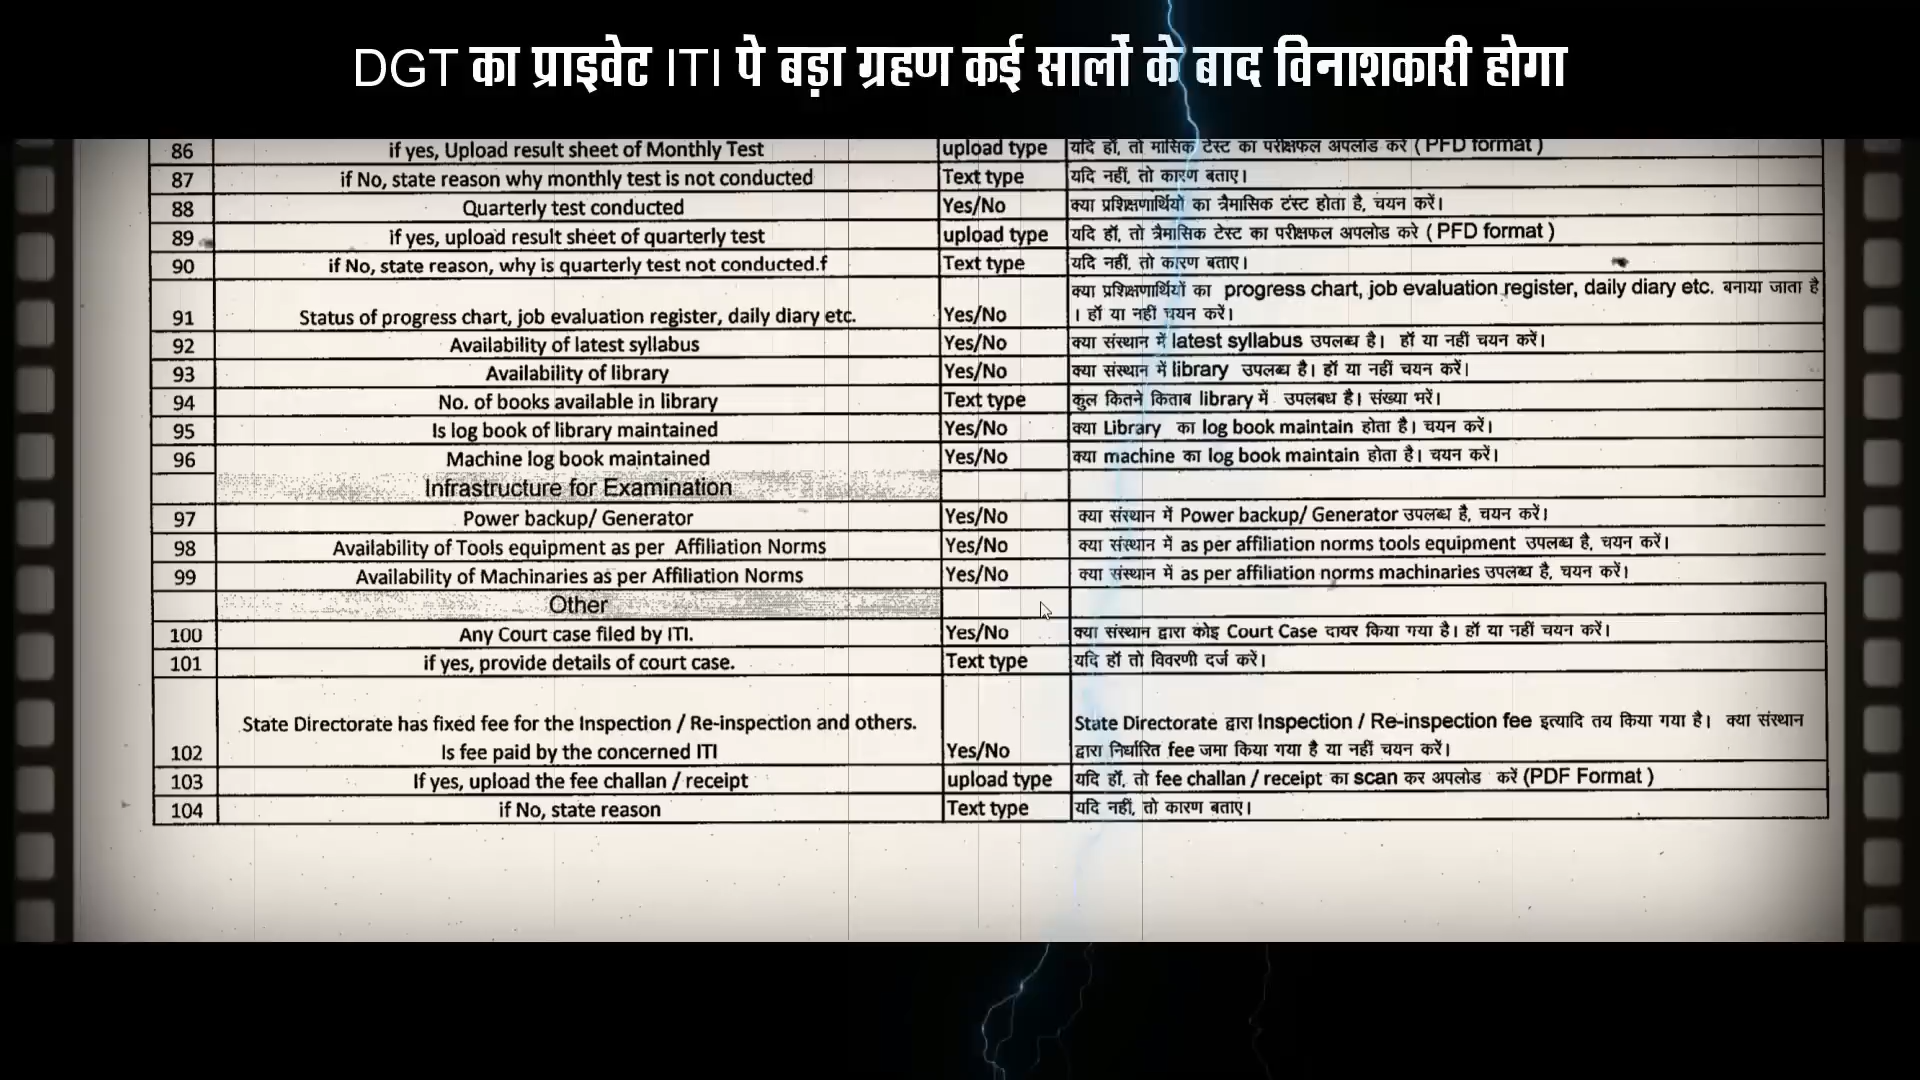 DGT का प्राइवेट ITI पे बड़ा ग्रहण कई सालों के बाद विनाशकारी होगा
86 if yes, Upload result sheet of Monthly Test upload type यदि हॉ, तो मासिक टेस्ट का परीक्षफल अपलोड करे ( PFD format )
87 if No, state reason why monthly test is not conducted Text type यदि नहीं, तो कारण बताए।
88 Quarterly test conducted Yes/No क्या प्रशिक्षणार्थियों का त्रैमासिक टेंस्ट होता है, चयन करें।
89 if yes, upload result sheet of quarterly test upload type यदि हॉ, तो त्रैमासिक टेस्ट का परीक्षफल अपलोड करे ( PFD format )
90 if No, state reason, why is quarterly test not conducted.f Text type यदि नहीं, तो कारण बताए।
क्या प्रशिक्षणार्थियों का progress chart, job evaluation register, daily diary etc. बनाया जाता है
91 Status of progress chart, job evaluation register, daily diary etc. Yes/No । हॉ या नहीं चयन करें।
92 Availability of latest syllabus Yes/No क्या संस्थान में latest syllabus उपलब्ध है। हॉ या नहीं चयन करें।
93 Availability of library Yes/No क्या संस्थान में library उपलब्ध है। हॉ या नहीं चयन करें।
94 No. of books available in library Text type कुल कितने किताब library में उपलबध है। संख्या भरें।
95 Is log book of library maintained Yes/No क्या Library का log book maintain होता है। चयन करें।
96 Machine log book maintained Yes/No क्या machine का log book maintain होता है। चयन करें।
Infrastructure for Examination
97 Power backup/ Generator Yes/No क्या संस्थान में Power backup/ Generator उपलब्ध है, चयन करें।
98 Availability of Tools equipment as per Affiliation Norms Yes/No क्या संस्थान में as per affiliation norms tools equipment उपलब्ध है, चयन करें।
99 Availability of Machinaries as per Affiliation Norms Yes/No क्या संस्थान में as per affiliation norms machinaries उपलब्ध है, चयन करें।
Other
100 Any Court case filed by ITI. Yes/No क्या संस्थान द्वारा कोइ Court Case दायर किया गया है। हॉ या नहीं चयन करें।
101 if yes, provide details of court case. Text type यदि हॉ तो विवरणी दर्ज करें।
State Directorate has fixed fee for the Inspection / Re-inspection and others. State Directorate द्वारा Inspection / Re-inspection fee इत्यादि तय किया गया है। क्या संस्थान
102 Is fee paid by the concerned ITI Yes/No द्वारा निर्धारित fee जमा किया गया है या नहीं चयन करें।
103 If yes, upload the fee challan / receipt upload type यदि हॉ, तो fee challan / receipt का scan कर अपलोड करें (PDF Format )
104 if No, state reason Text type यदि नहीं, तो कारण बताए।